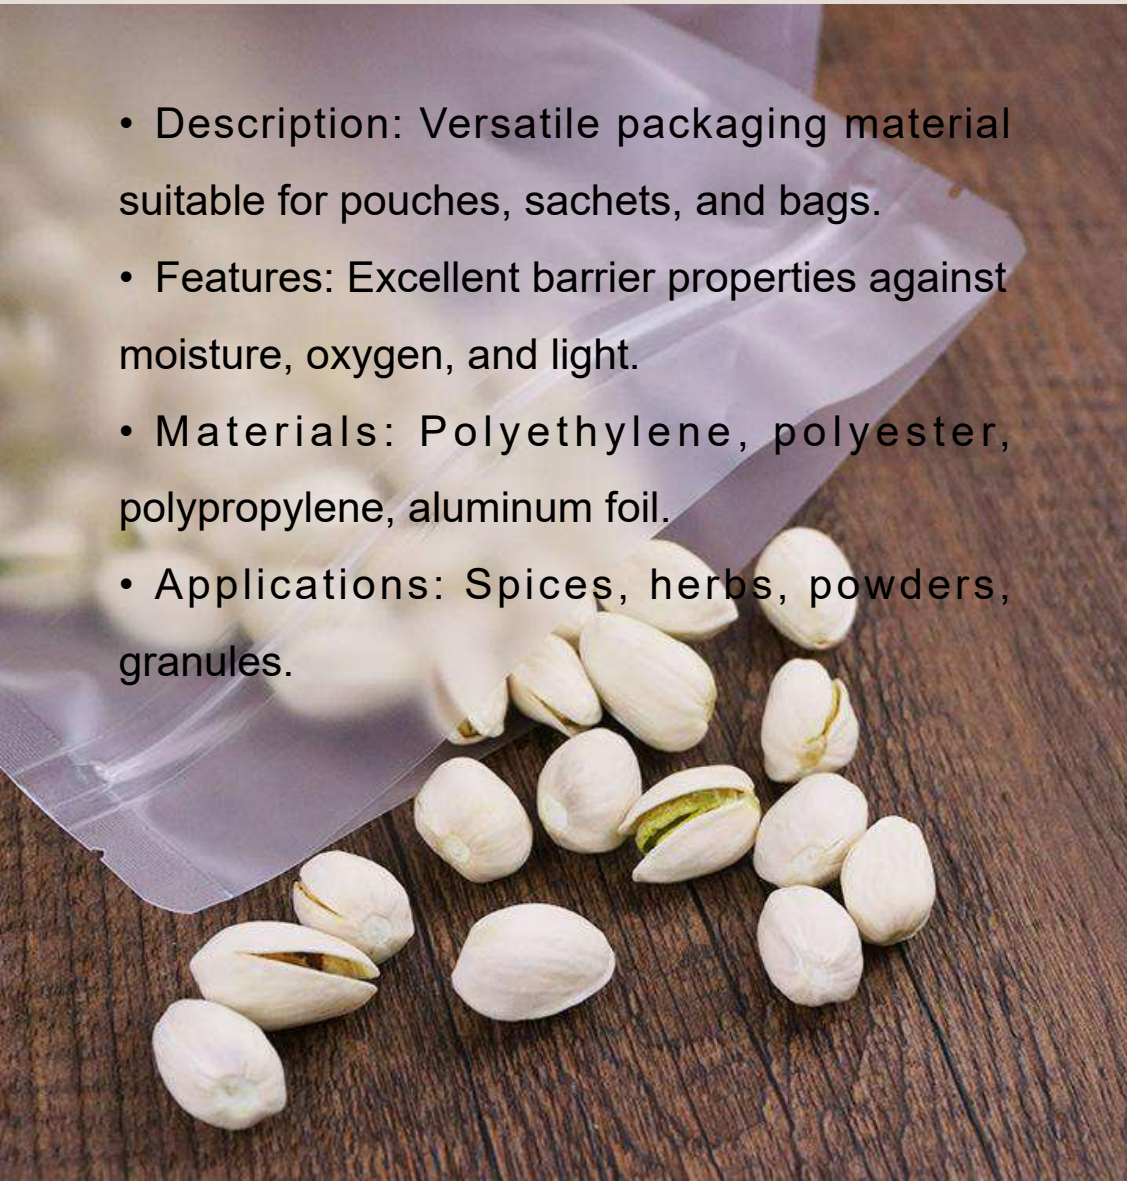 • Description: Versatile packaging material
suitable for pouches, sachets, and bags.
• Features: Excellent barrier properties against
moisture, oxygen, and light.
• Materials: Polyethylene, polyester,
polypropylene, aluminum foil.
• Applications: Spices, herbs, powders,
granules.